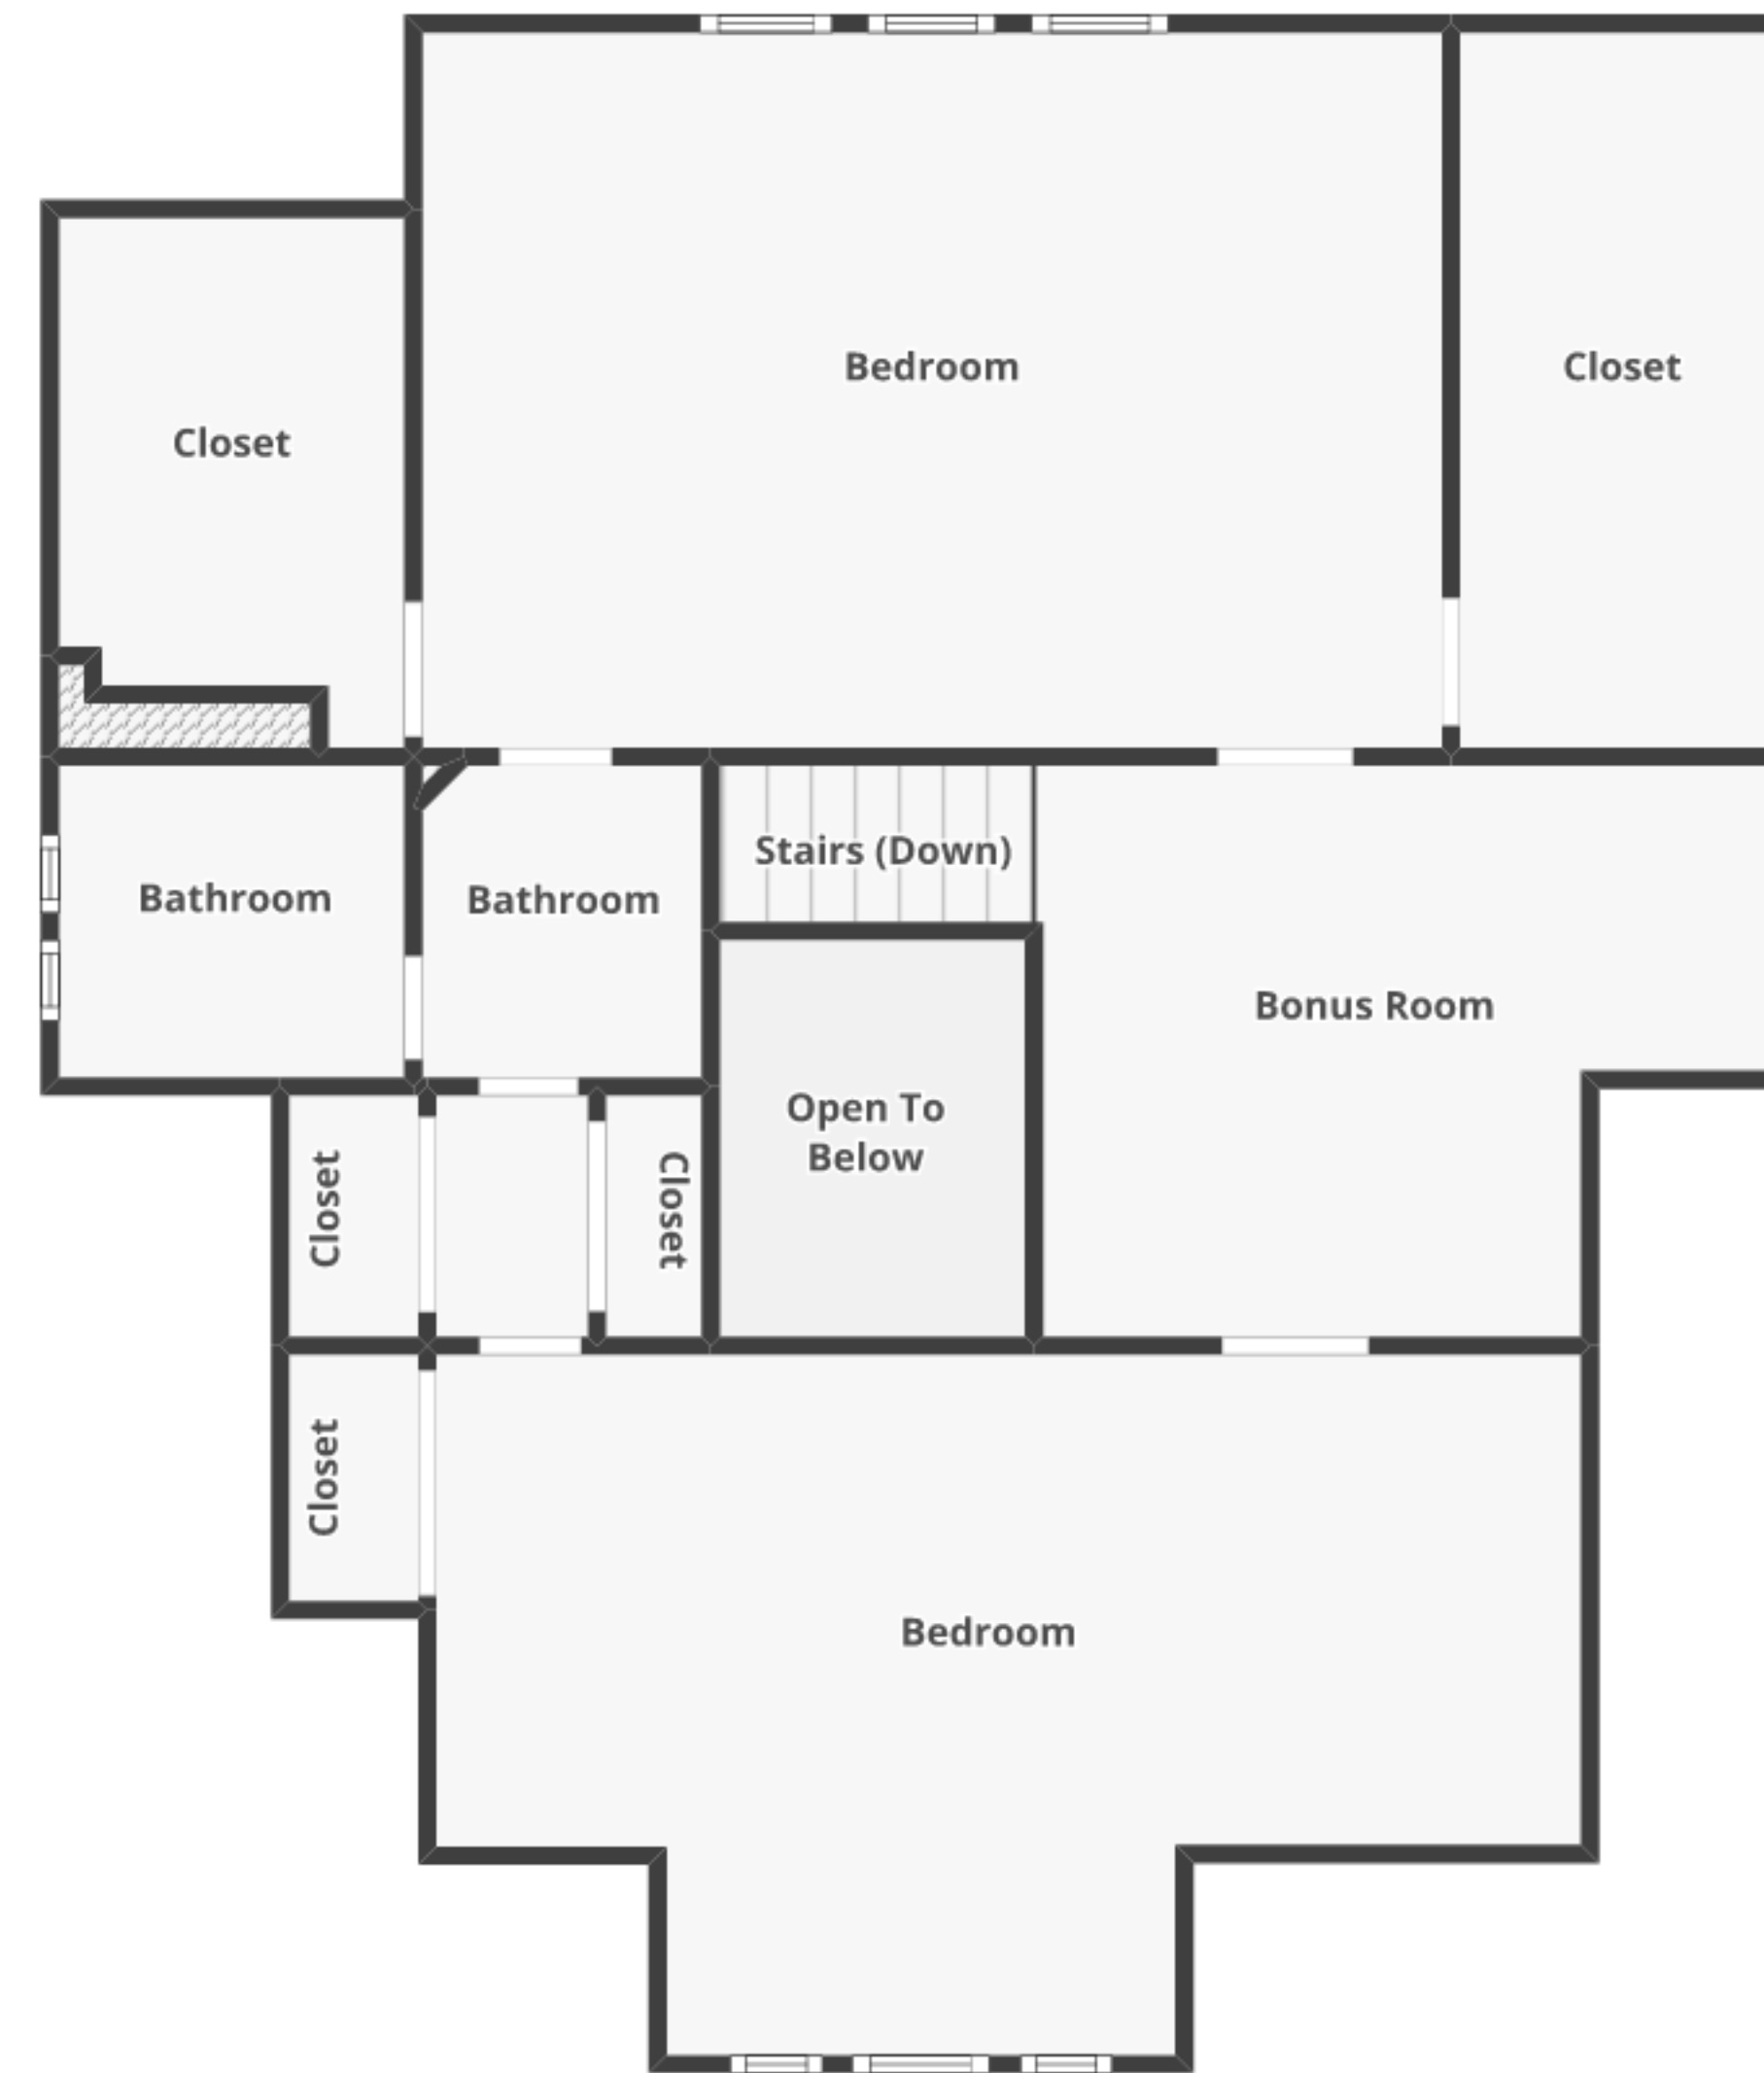 Bedroom
Closet
Closet
Stairs (Down)
Bathroom
Bathroom
Bonus Room
Open To
Below
Closet
Closet
Closet
Bedroom